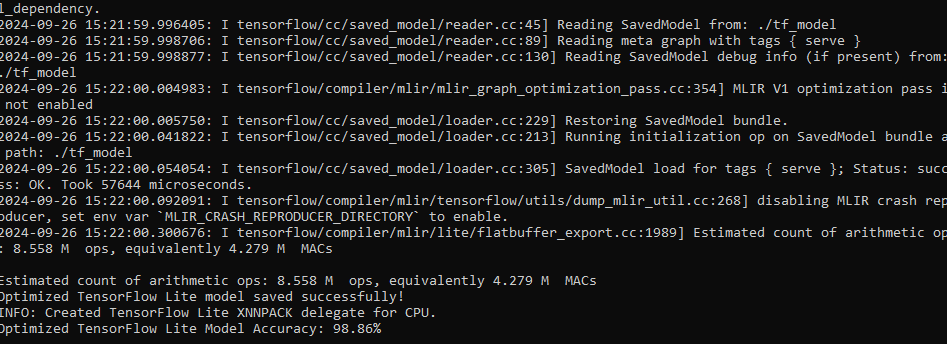 l_dependency.
2024-09-26 15:21:59.996405: I tensorflow/cc/saved_model/reader.cc:45] Reading SavedModel from: ./tf_model
2024-09-26 15:21:59.998706: I tensorflow/cc/saved_model/reader.cc:89] Reading meta graph with tags { serve }
2024-09-26 15:21:59.998877: I tensorflow/cc/saved_model/reader.cc:130] Reading SavedModel debug info (if present) from:
./tf_model
2024-09-26 15:22:00.004983: I tensorflow/compiler/mlir/mlir_graph_optimization_pass.cc:354] MLIR V1 optimization pass i
not enabled
2024-09-26 15:22:00.005750: I tensorflow/cc/saved_model/loader.cc:229] Restoring SavedModel bundle.
2024-09-26 15:22:00.041822: I tensorflow/cc/saved_model/loader.cc:213] Running initialization op on SavedModel bundle a
path: ./tf_model
2024-09-26 15:22:00.054054: I tensorflow/cc/saved_model/loader.cc:305] SavedModel load for tags { serve }; Status: succ
ss: OK. Took 57644 microseconds.
2024-09-26 15:22:00.092091: I tensorflow/compiler/mlir/tensorflow/utils/dump_mlir_util.cc:268] disabling MLIR crash rep
oducer, set env var `MLIR_CRASH_REPRODUCER_DIRECTORY` to enable.
2024-09-26 15:22:00.300676: I tensorflow/compiler/mlir/lite/flatbuffer_export.cc:1989] Estimated count of arithmetic op
: 8.558 M  ops, equivalently 4.279 M  MACs
Estimated count of arithmetic ops: 8.558 M  ops, equivalently 4.279 M  MACs
Optimized TensorFlow Lite model saved successfully!
INFO: Created TensorFlow Lite XNNPACK delegate for CPU.
Optimized TensorFlow Lite Model Accuracy: 98.86%